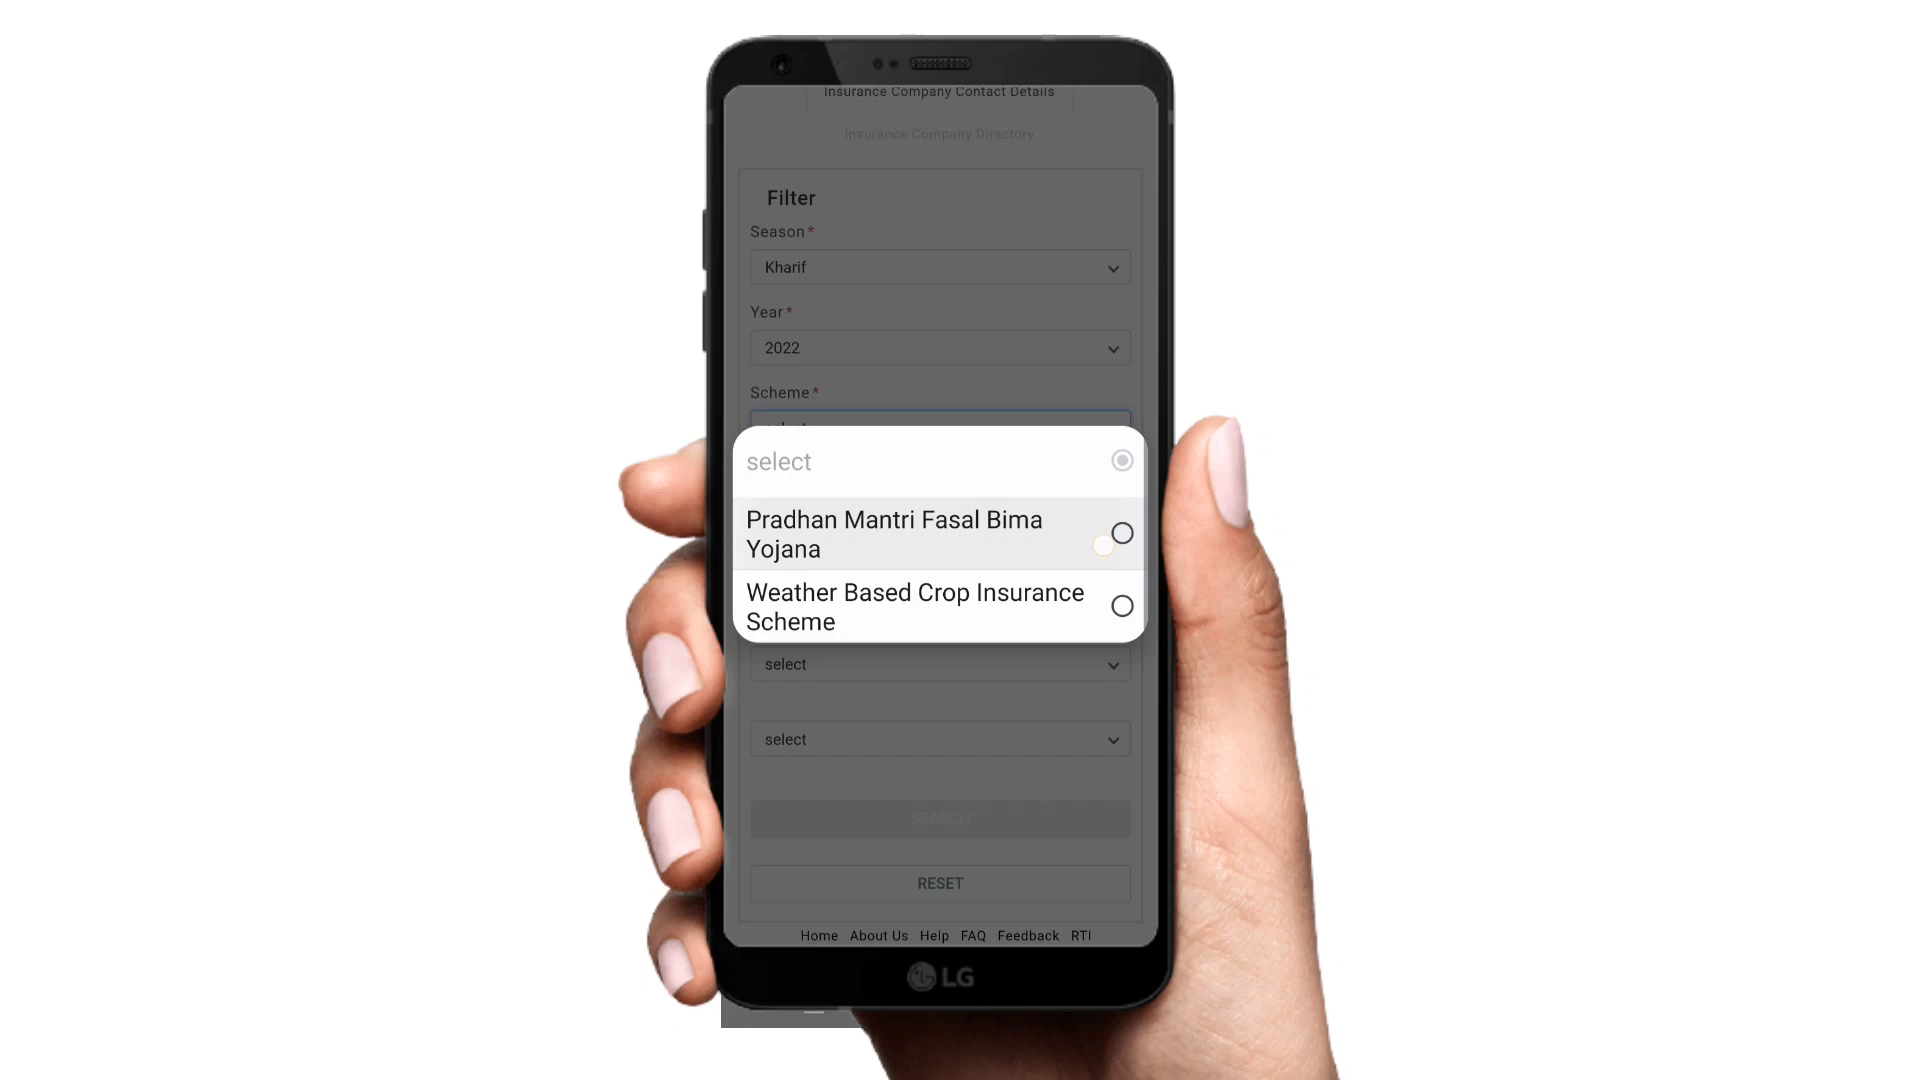 Insurance Company Contact Details
Insurance Company Directory
Filter
Season*
Kharif
Year*
2022
Scheme*
select
Pradhan Mantri Fasal Bima
Yojana
Weather Based Crop Insurance
Scheme
select
select
SEARCH
RESET
Home About Us Help FAQ Feedback RTI
LG